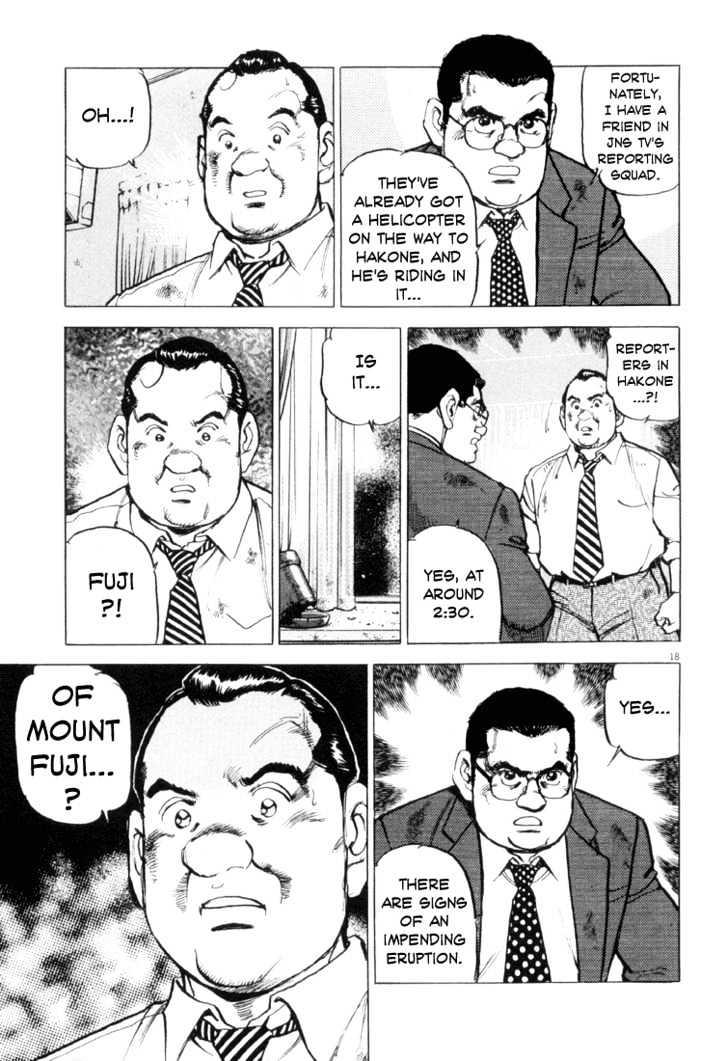 FORTU-
NATELY,
I HAVE A
FRIEND IN
JNS TV'S
REPORTING
SQUAD.
THEY'VE
ALREADY GOT
A HELICOPTER
ON THE WAY TO
HAKONE, AND
HE'S RIDING IN
IT...
OH...!
REPORT-
ERS IN
HAKONE
...?!
YES, AT
AROUND
2:30.
IS
IT...
FUJI
?!
18
YES...
THERE
ARE SIGNS
OF AN
IMPENDING
ERUPTION.
OF
MOUNT
FUJI...
?